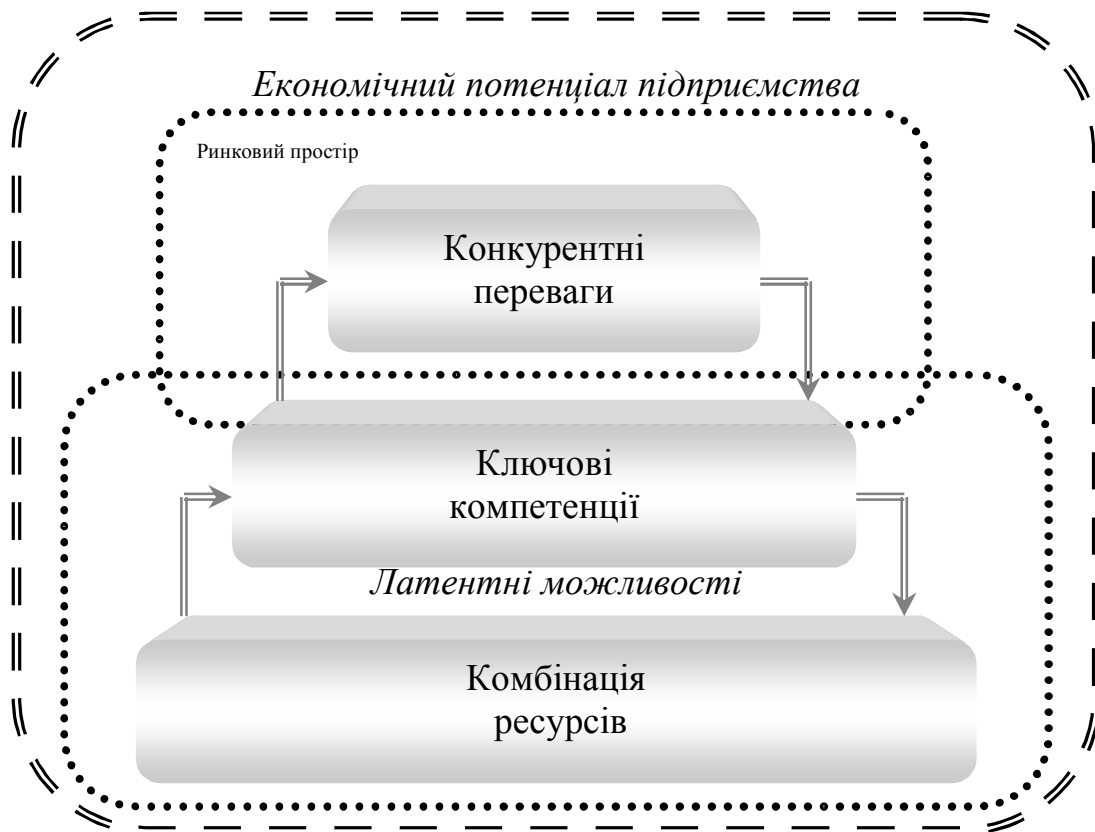 Економічний потенціал підприємства
Ринковий простір
Конкурентні
переваги
Ключові
компетенції
Латентні можливості
Комбінація
ресурсів